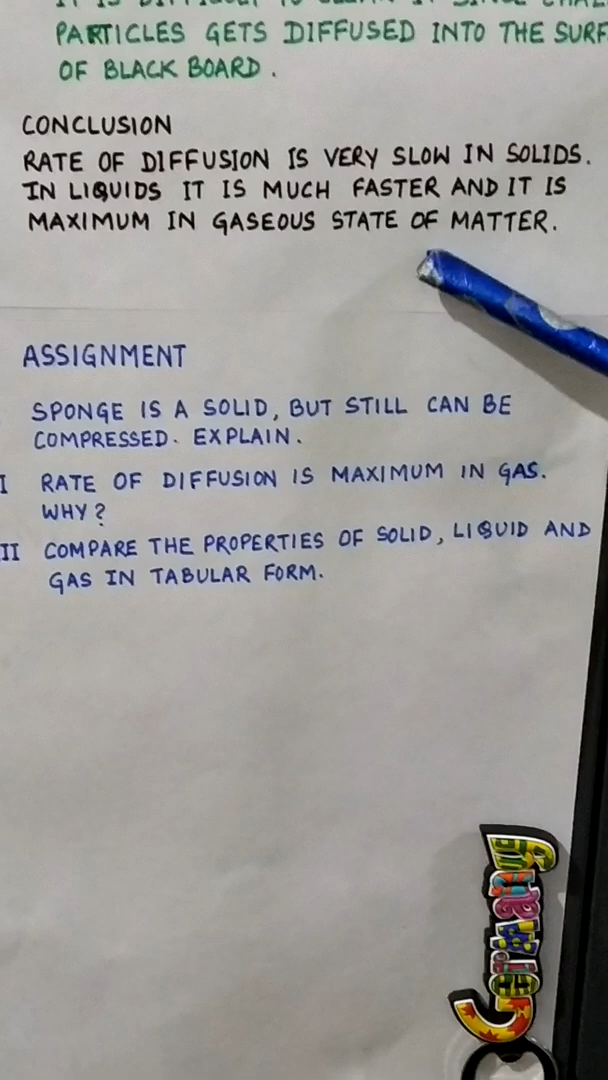 PARTICLES GETS DIFFUSED INTO THE SURF
OF BLACK BOARD.
CONCLUSION
RATE OF DIFFUSION IS VERY SLOW IN SOLIDS.
IN LIQUIDS IT IS MUCH FASTER AND IT IS
MAXIMUM IN GASEOUS STATE OF MATTER.
ASSIGNMENT
SPONGE IS A SOLID, BUT STILL CAN BE
COMPRESSED. EXPLAIN.
I RATE OF DIFFUSION IS MAXIMUM IN GAS.
WHY?
II COMPARE THE PROPERTIES OF SOLID, LIQUID AND
GAS IN TABULAR FORM.